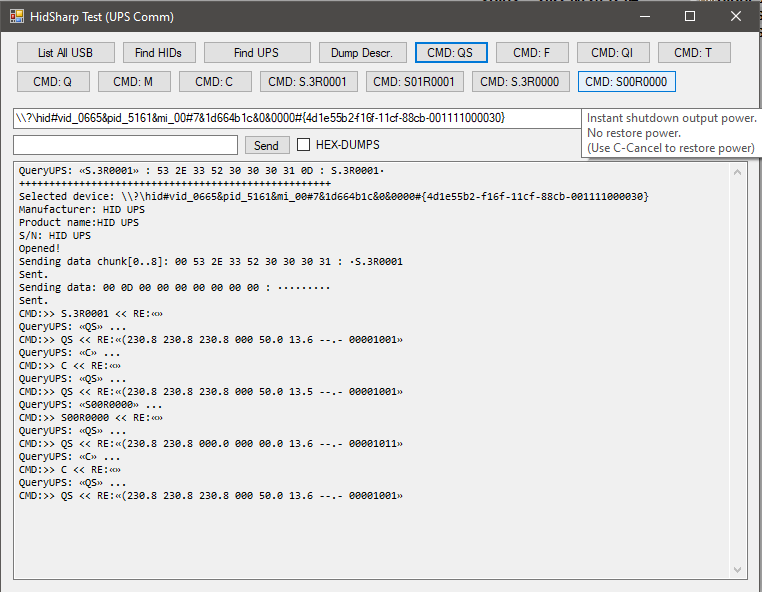 HidSharp Test (UPS Comm)
List All USB Find HIDs Find UPS Dump Descr. CMD: QS CMD: F CMD: QI CMD: T
CMD: Q CMD: M CMD: C CMD: S.3R0001 CMD: S01R0001 CMD: S.3R0000 CMD: S00R0000
\\?\hid#vid_0665&pid_5161&mi_00#7&1d664b1c&0&0000#{4d1e55b2-f16f-11cf-88cb-001111000030}
Instant shutdown output power.
No restore power.
(Use C-Cancel to restore power)
Send HEX-DUMPS
QueryUPS: «S.3R0001» : 53 2E 33 52 30 30 30 31 0D : S.3R0001·
++++++++++++++++++++++++++++++++++++++++++++++++++++
Selected device: \\?\hid#vid_0665&pid_5161&mi_00#7&1d664b1c&0&0000#{4d1e55b2-f16f-11cf-88cb-001111000030}
Manufacturer: HID UPS
Product name:HID UPS
S/N: HID UPS
Opened!
Sending data chunk[0..8]: 00 53 2E 33 52 30 30 30 31 : ·S.3R0001
Sent.
Sending data: 00 0D 00 00 00 00 00 00 00 : ·········
Sent.
CMD:>> S.3R0001 << RE:«»
QueryUPS: «QS» ...
CMD:>> QS << RE:«(230.8 230.8 230.8 000 50.0 13.6 --.- 00001001»
QueryUPS: «C» ...
CMD:>> C << RE:«»
QueryUPS: «QS» ...
CMD:>> QS << RE:«(230.8 230.8 230.8 000 50.0 13.5 --.- 00001001»
QueryUPS: «S00R0000» ...
CMD:>> S00R0000 << RE:«»
QueryUPS: «QS» ...
CMD:>> QS << RE:«(230.8 230.8 000.0 000 00.0 13.6 --.- 00001011»
QueryUPS: «C» ...
CMD:>> C << RE:«»
QueryUPS: «QS» ...
CMD:>> QS << RE:«(230.8 230.8 230.8 000 50.0 13.6 --.- 00001001»